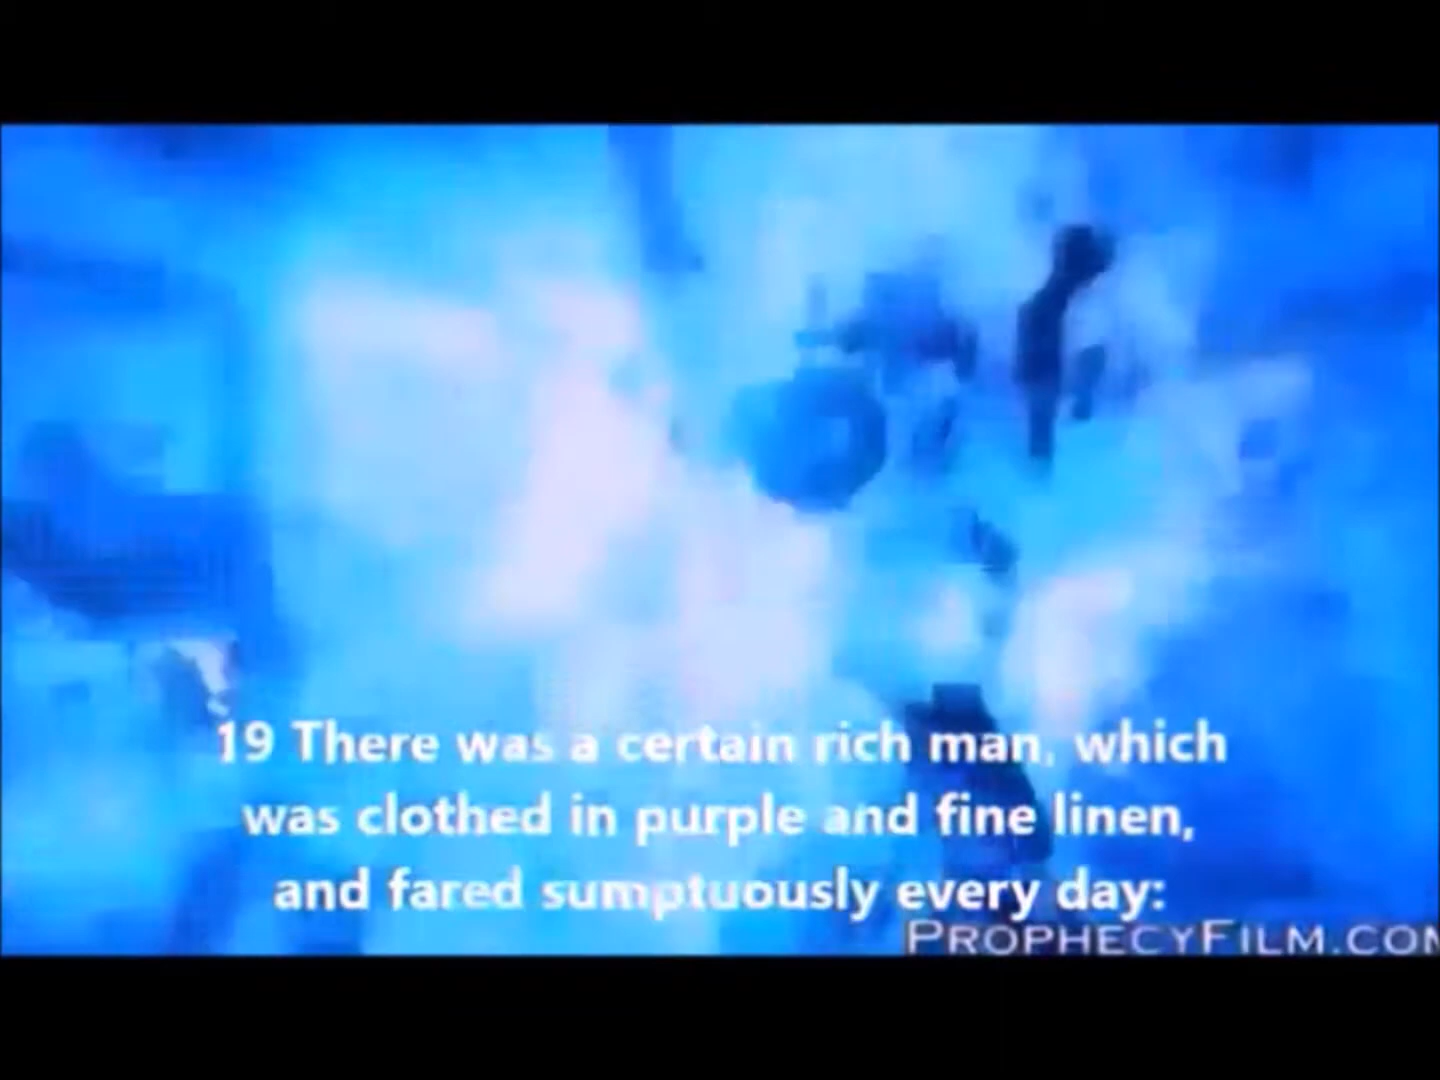 19 There was a certain rich man, which
was clothed in purple and fine linen,
and fared sumptuously every day:
PROPHECYFILM.COM